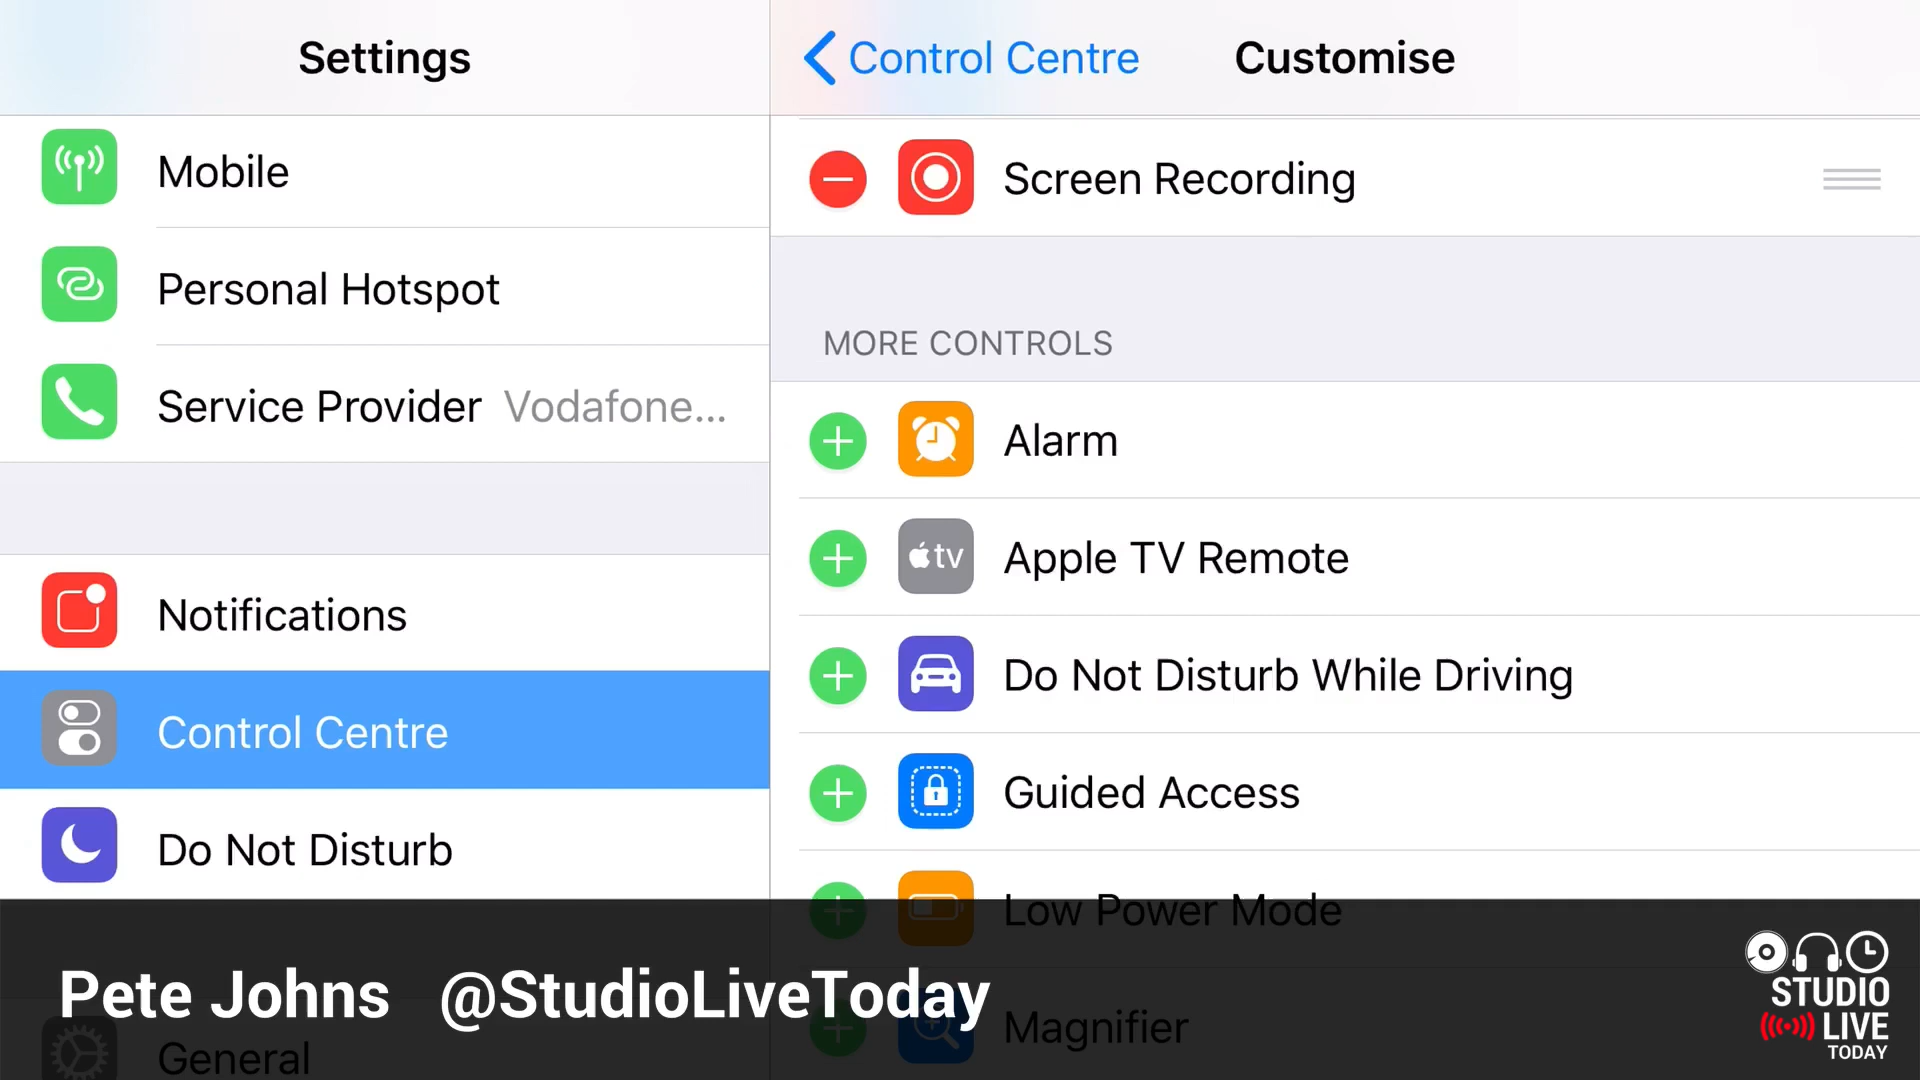 Settings
Mobile
Personal Hotspot
Service Provider Vodafone...
Notifications
Control Centre
Do Not Disturb
General
Control Centre
Customise
Screen Recording
MORE CONTROLS
Alarm
tv
Apple TV Remote
Do Not Disturb While Driving
Guided Access
Low Power Mode
Magnifier
Pete Johns @StudioLiveToday
STUDIO
LIVE
TODAY